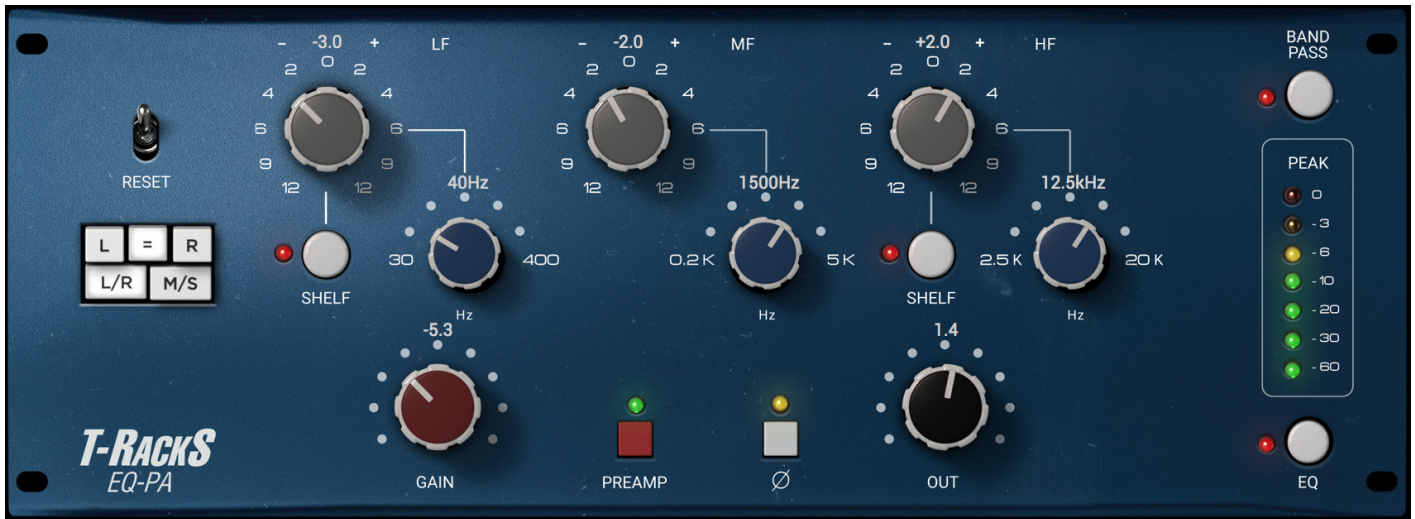 - -3.0 + LF
2 0 2
4 4
6 6
9 9
12 12
40Hz
30 400
Hz
SHELF
- -2.0 + MF
2 0 2
4 4
6 6
9 9
12 12
1500Hz
0.2 K 5 K
Hz
- +2.0 + HF
2 0 2
4 4
6 6
9 9
12 12
12.5kHz
2.5 K 20 K
Hz
SHELF
BAND
PASS
RESET
L = R
L/R M/S
PEAK
0
-3
-6
-10
-20
-30
-60
-5.3
GAIN
PREAMP
Ø
1.4
OUT
EQ
T-RACKS
EQ-PA